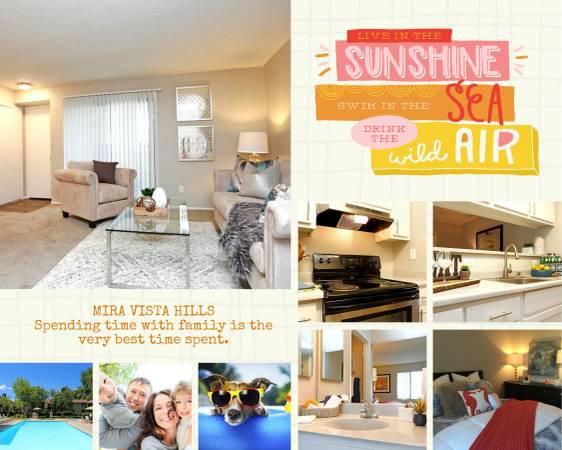 LIVE IN THE
SUNSHINE
SWIM IN THE
SEA
DRINK
THE
wild AIR
MIRA VISTA HILLS
Spending time with family is the
very best time spent.